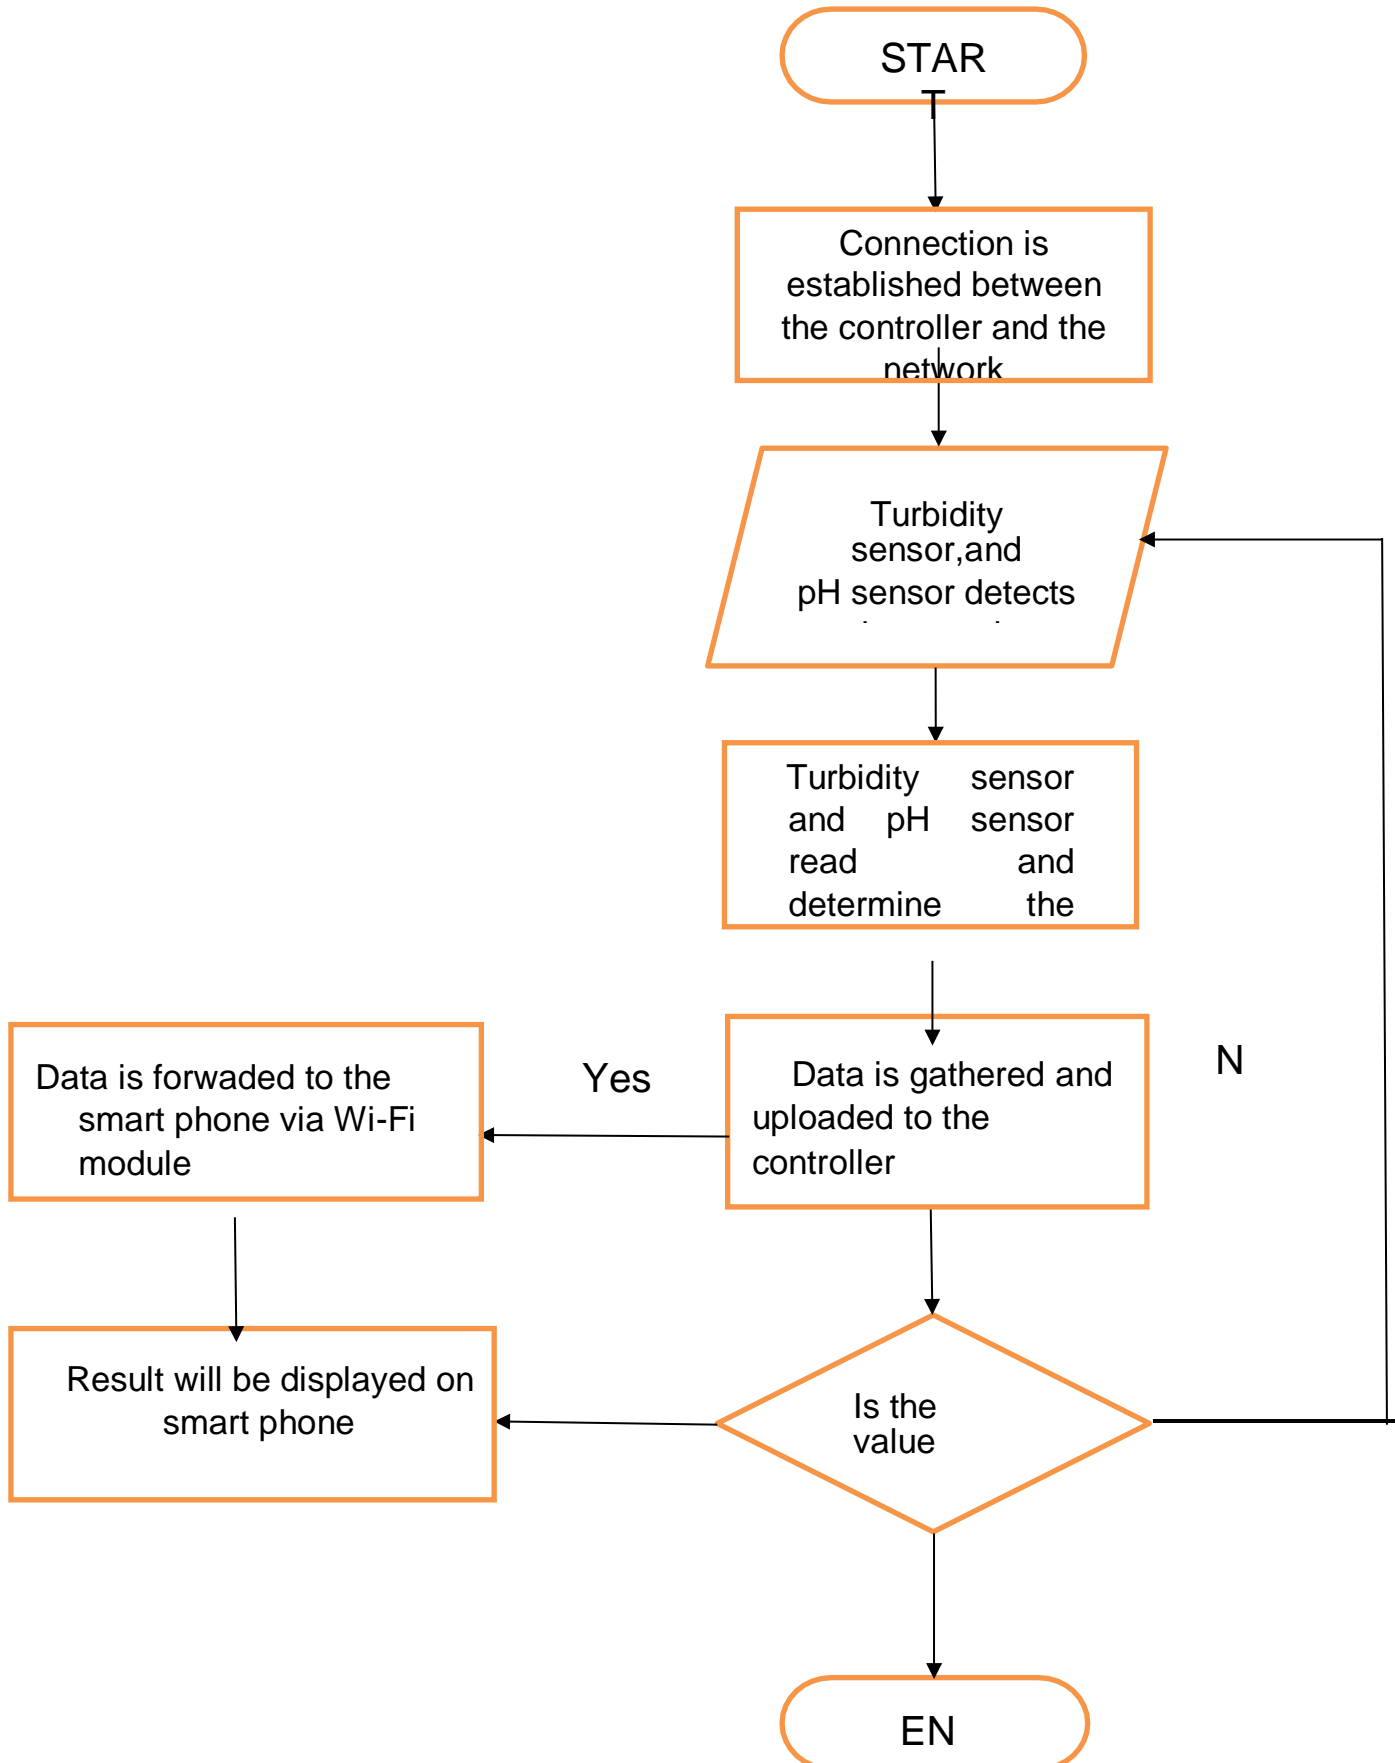 STAR
T
Connection is
established between
the controller and the
network
Turbidity
sensor,and
pH sensor detects
Turbidity sensor
and pH sensor
read and
determine the
Data is gathered and
uploaded to the
controller
Yes
N
Data is forwaded to the
smart phone via Wi-Fi
module
Result will be displayed on
smart phone
Is the
value
EN